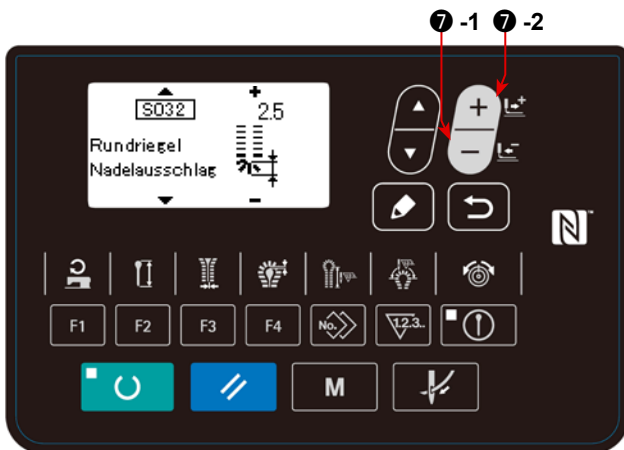 ❼ -1 ❼ -2
S032
+
2.5
Rundriegel
Nadelausschlag
−
+
−
N
F1
F2
F3
F4
No.
1.2.3..
M